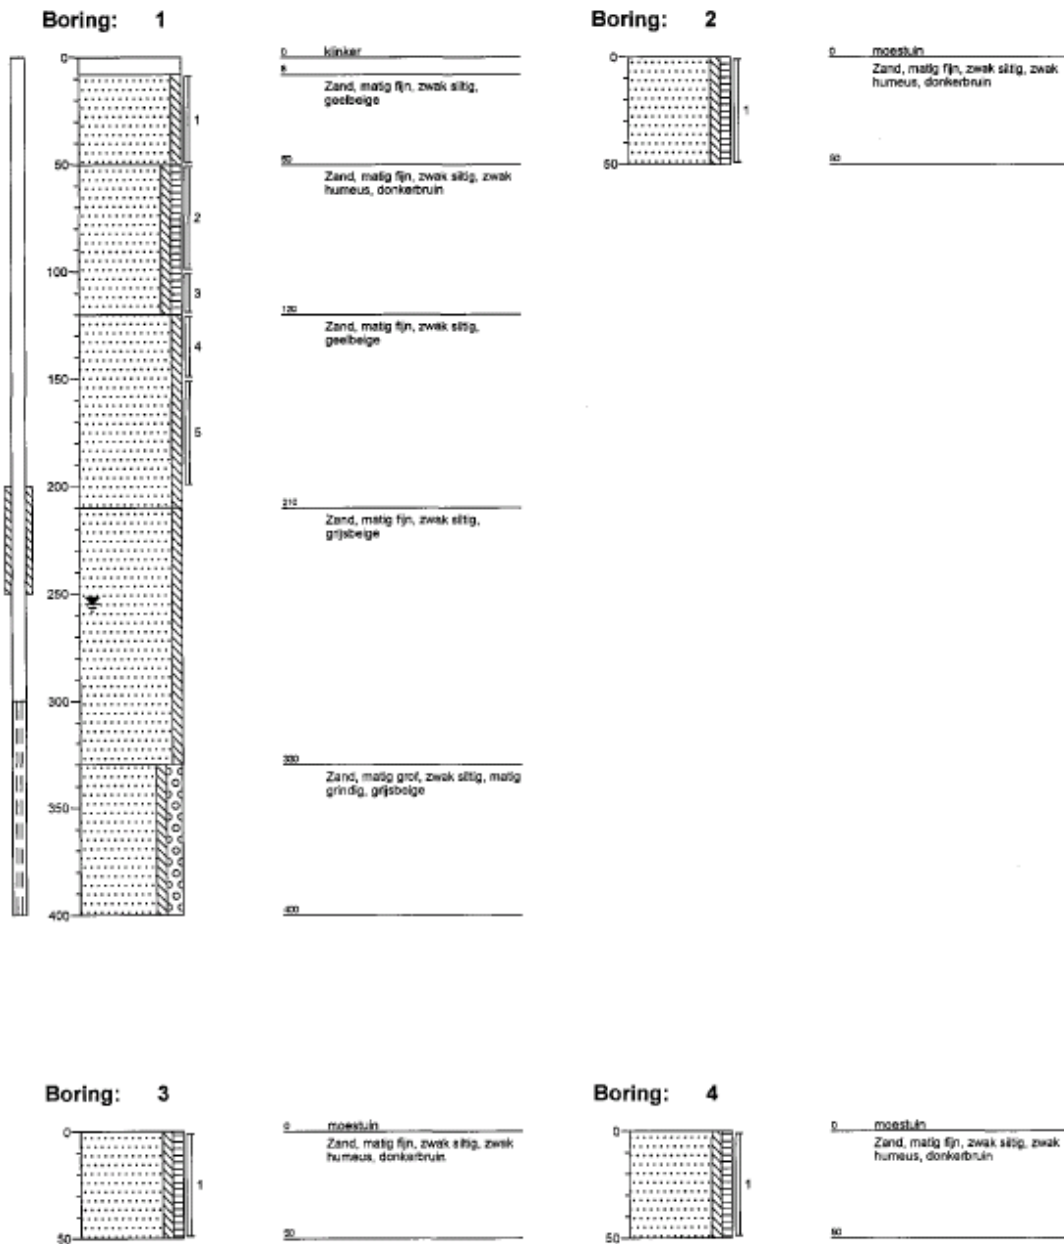 Boring: 1
0 klinker
8
Zand, matig fijn, zwak siltig,
geelbeige
50
Zand, matig fijn, zwak siltig, zwak
humeus, donkerbruin
120
Zand, matig fijn, zwak siltig,
geelbeige
210
Zand, matig fijn, zwak siltig,
grijsbeige
330
Zand, matig grof, zwak siltig, matig
grindig, grijsbeige
400
0
50
100
150
200
250
300
350
400
1
2
3
4
5
Boring: 2
0 moestuin
Zand, matig fijn, zwak siltig, zwak
humeus, donkerbruin
50
0
50
1
Boring: 3
0 moestuin
Zand, matig fijn, zwak siltig, zwak
humeus, donkerbruin
50
0
50
1
Boring: 4
0 moestuin
Zand, matig fijn, zwak siltig, zwak
humeus, donkerbruin
50
0
50
1